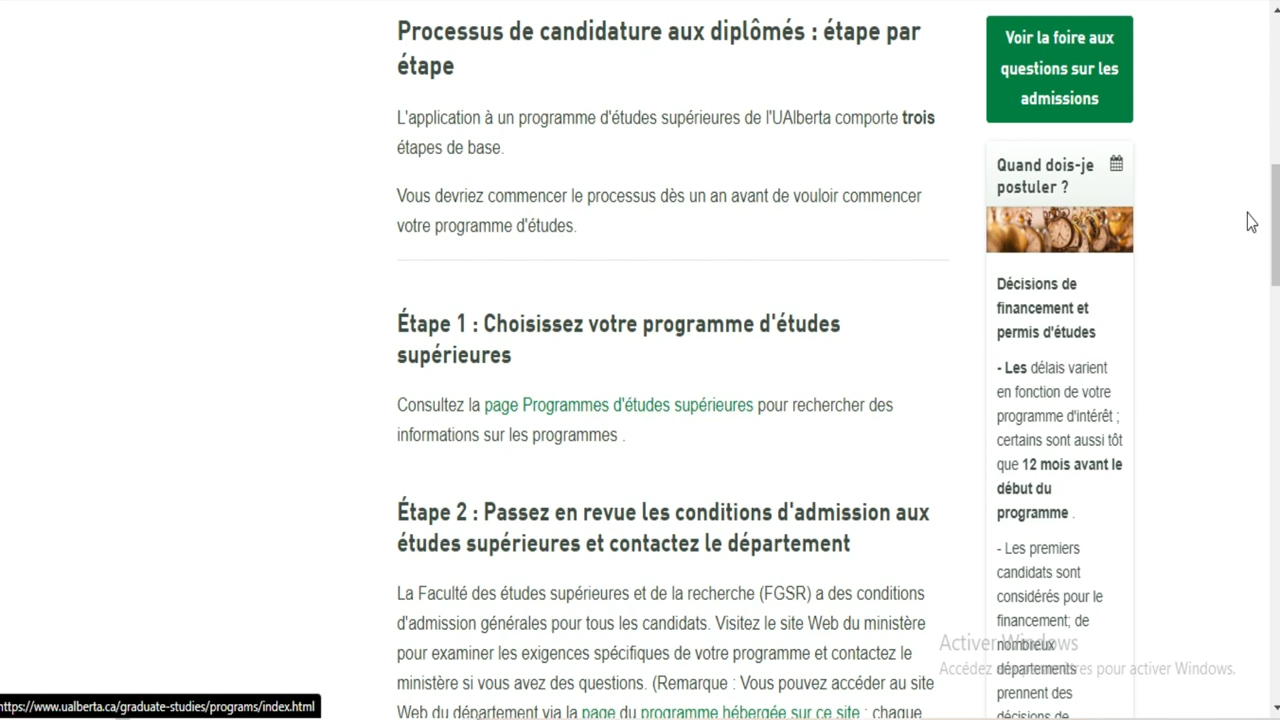 Processus de candidature aux diplômés : étape par
étape
L'application à un programme d'études supérieures de l'UAlberta comporte trois
étapes de base.
Vous devriez commencer le processus dès un an avant de vouloir commencer
votre programme d'études.
Étape 1 : Choisissez votre programme d'études
supérieures
Consultez la page Programmes d'études supérieures pour rechercher des
informations sur les programmes .
Étape 2 : Passez en revue les conditions d'admission aux
études supérieures et contactez le département
La Faculté des études supérieures et de la recherche (FGSR) a des conditions
d'admission générales pour tous les candidats. Visitez le site Web du ministère
pour examiner les exigences spécifiques de votre programme et contactez le
ministère si vous avez des questions. (Remarque : Vous pouvez accéder au site
Web du département via la page du programme hébergée sur ce site ; chaque
Voir la foire aux
questions sur les
admissions
Quand dois-je
postuler ?
Décisions de
financement et
permis d'études
- Les délais varient
en fonction de votre
programme d'intérêt ;
certains sont aussi tôt
que 12 mois avant le
début du
programme .
- Les premiers
candidats sont
considérés pour le
financement; de
nombreux
départements
prennent des
décisions de
Activer Windows
Accédez aux paramètres pour activer Windows.
https://www.ualberta.ca/graduate-studies/programs/index.html